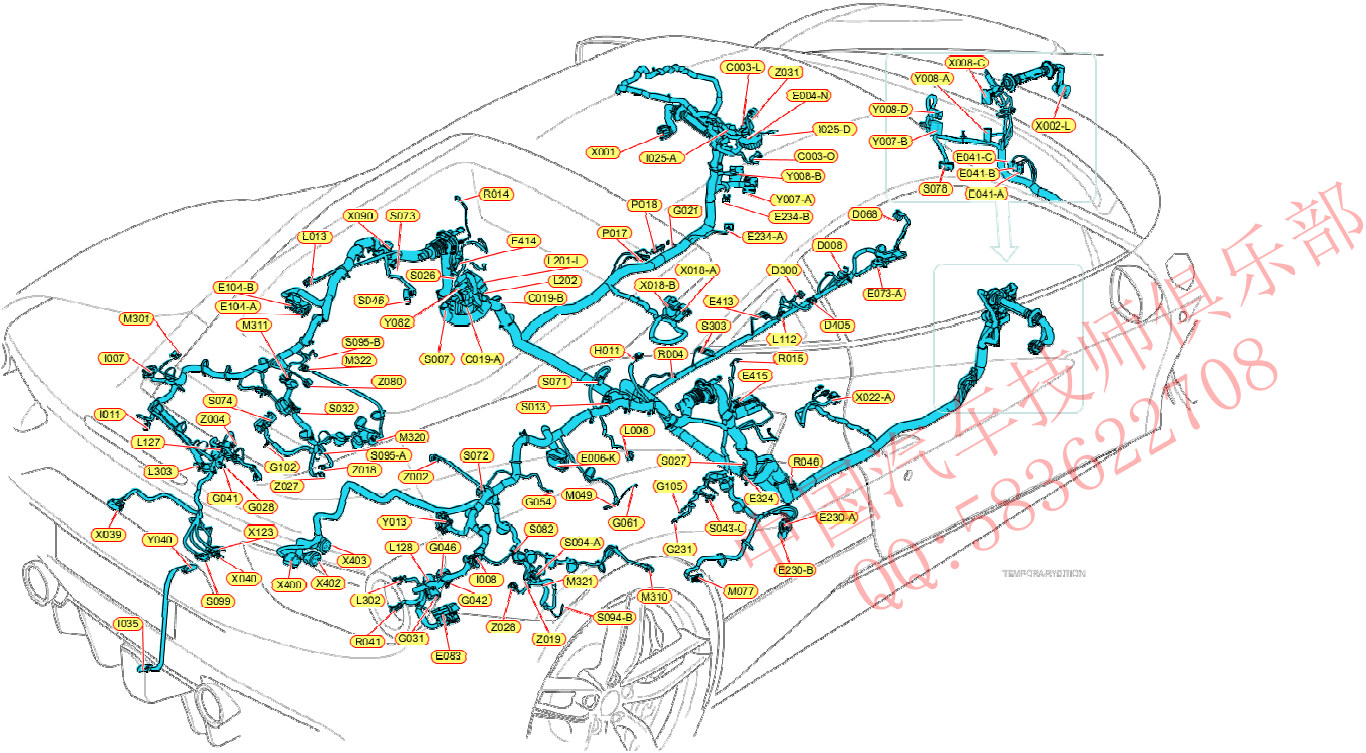 X008-C
C003-L
Z031
Y008-A
E004-N
Y008-D
I025-D
X002-L
Y007-B
X001
I025-A
C003-O
E041-C
E041-B
Y008-B
S078
E041-A
R014
Y007-A
P018
G021
X090
S073
E234-B
D068
P017
E234-A
L013
E414
D008
L201-I
X018-A
D300
S026
L202
X018-B
E104-B
S046
C019-B
E413
E073-A
E104-A
M301
Y062
S303
D405
M311
L112
S095-B
H011
R004
I007
M322
S007
C019-A
R015
Z080
S071
E415
S074
X022-A
I011
Z004
S032
S013
L127
M320
L008
S095-A
S072
E006-K
S027
R046
L303
G102
Z018
Z002
Z027
G105
G041
G028
G054
M049
E324
G061
E230-A
X039
X123
Y013
S082
S043-C
Y040
L128
G046
S094-A
G231
X403
X040
X400
X402
I008
M321
E230-B
TEMPORARYDITION
S099
L302
G042
M310
M077
I035
Z028
S094-B
R041
G031
Z019
E083
中国汽车技师俱乐部
QQ:583622708